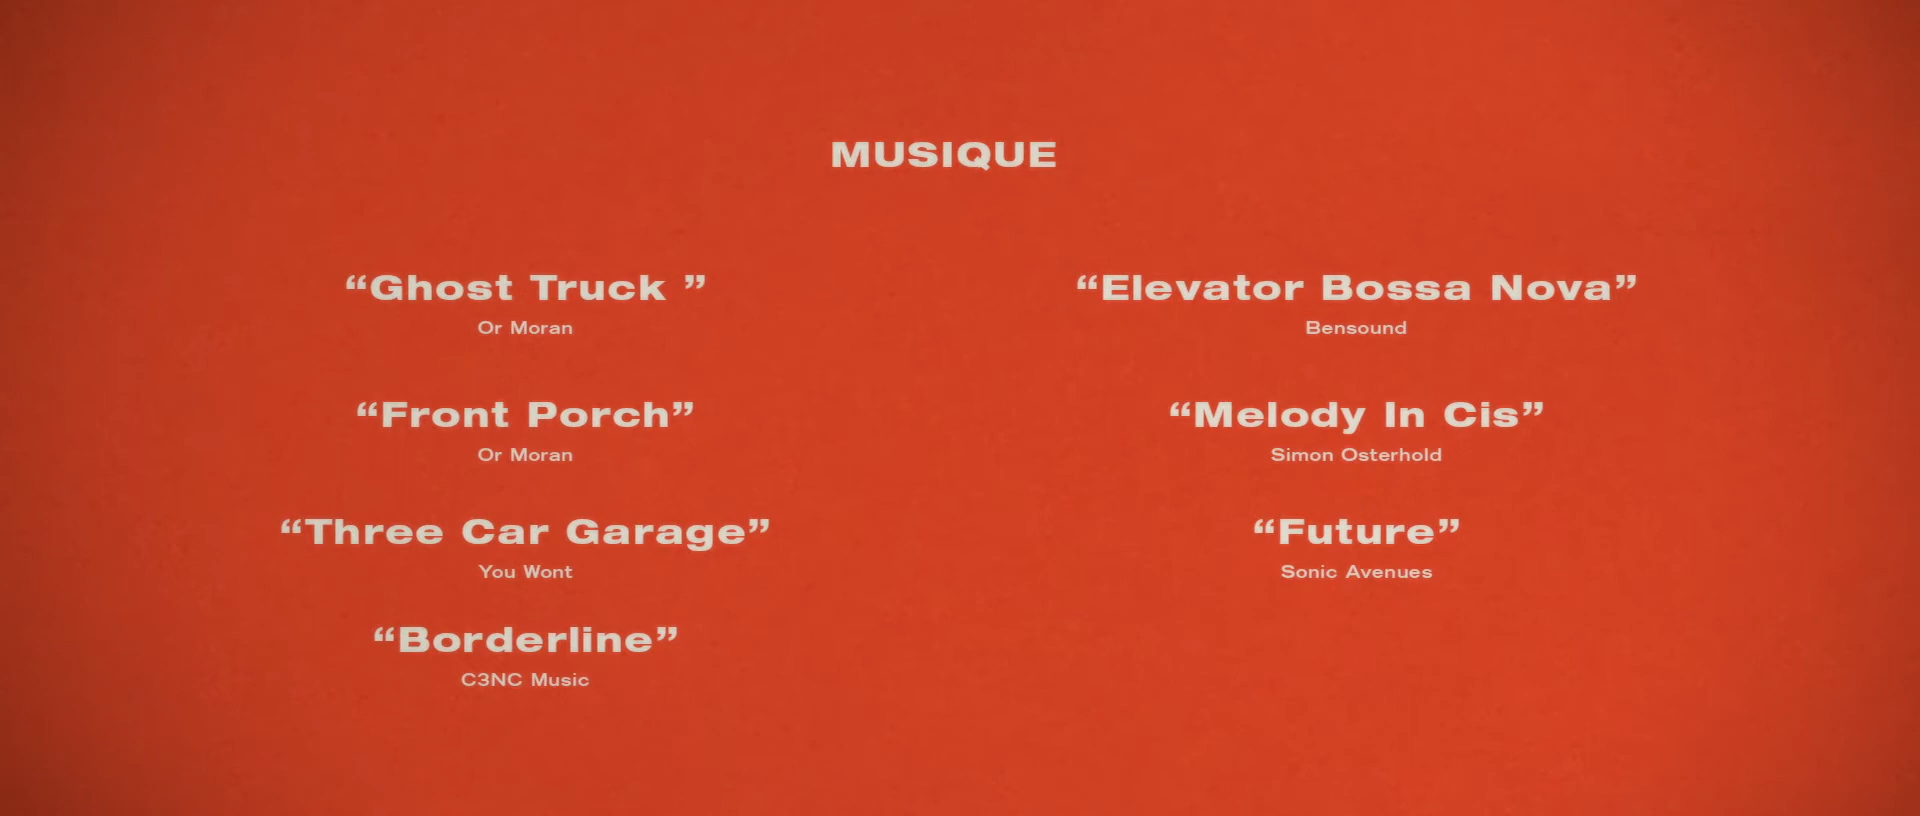 MUSIQUE
“Ghost Truck ”
Or Moran
“Front Porch”
Or Moran
“Three Car Garage”
You Wont
“Borderline”
C3NC Music
“Elevator Bossa Nova”
Bensound
“Melody In Cis”
Simon Osterhold
“Future”
Sonic Avenues